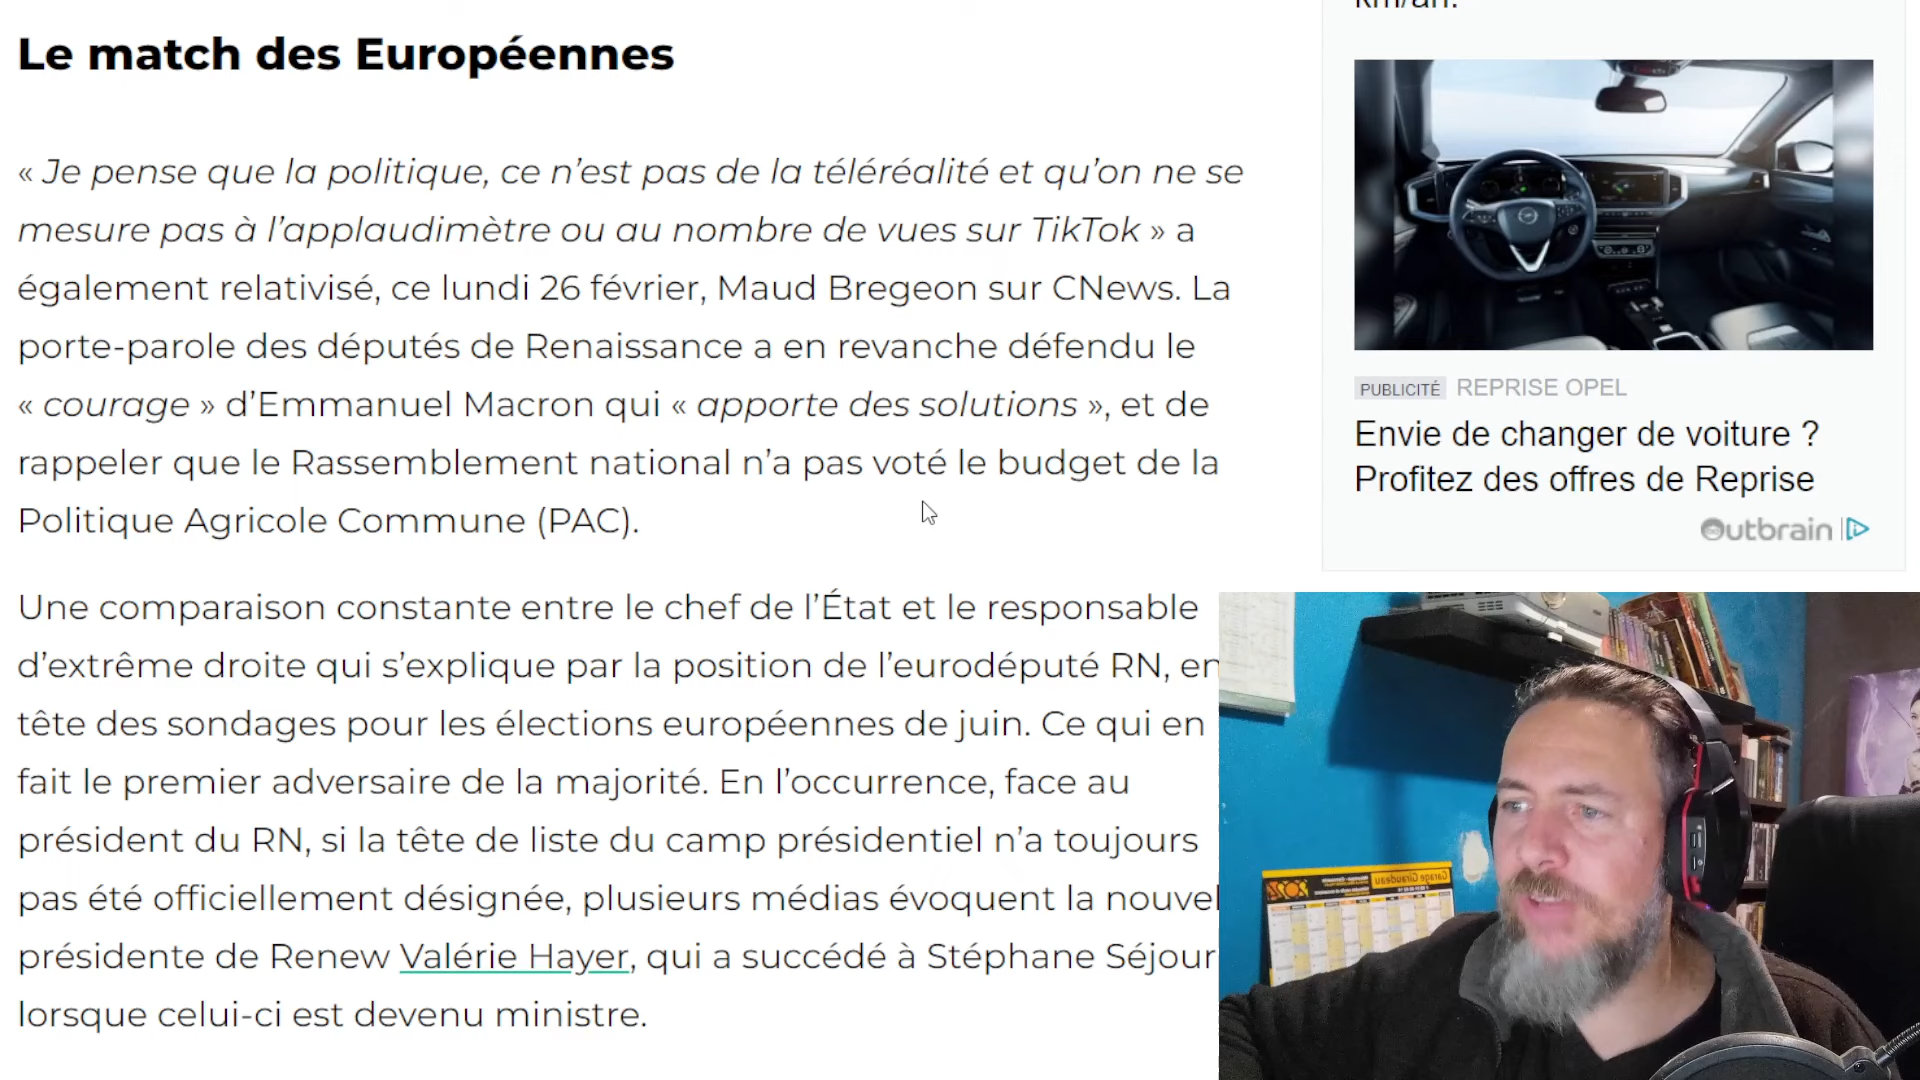 Le match des Européennes
« Je pense que la politique, ce n’est pas de la téléréalité et qu’on ne se
mesure pas à l’applaudimètre ou au nombre de vues sur TikTok » a
également relativisé, ce lundi 26 février, Maud Bregeon sur CNews. La
porte-parole des députés de Renaissance a en revanche défendu le
« courage » d’Emmanuel Macron qui « apporte des solutions », et de
rappeler que le Rassemblement national n’a pas voté le budget de la
Politique Agricole Commune (PAC).
Une comparaison constante entre le chef de l’État et le responsable
d’extrême droite qui s’explique par la position de l’eurodéputé RN, en
tête des sondages pour les élections européennes de juin. Ce qui en
fait le premier adversaire de la majorité. En l’occurrence, face au
président du RN, si la tête de liste du camp présidentiel n’a toujours
pas été officiellement désignée, plusieurs médias évoquent la nouvel
présidente de Renew Valérie Hayer, qui a succédé à Stéphane Séjour
lorsque celui-ci est devenu ministre.
km/an.
PUBLICITÉ REPRISE OPEL
Envie de changer de voiture ?
Profitez des offres de Reprise
Outbrain
Garage Giraudeau